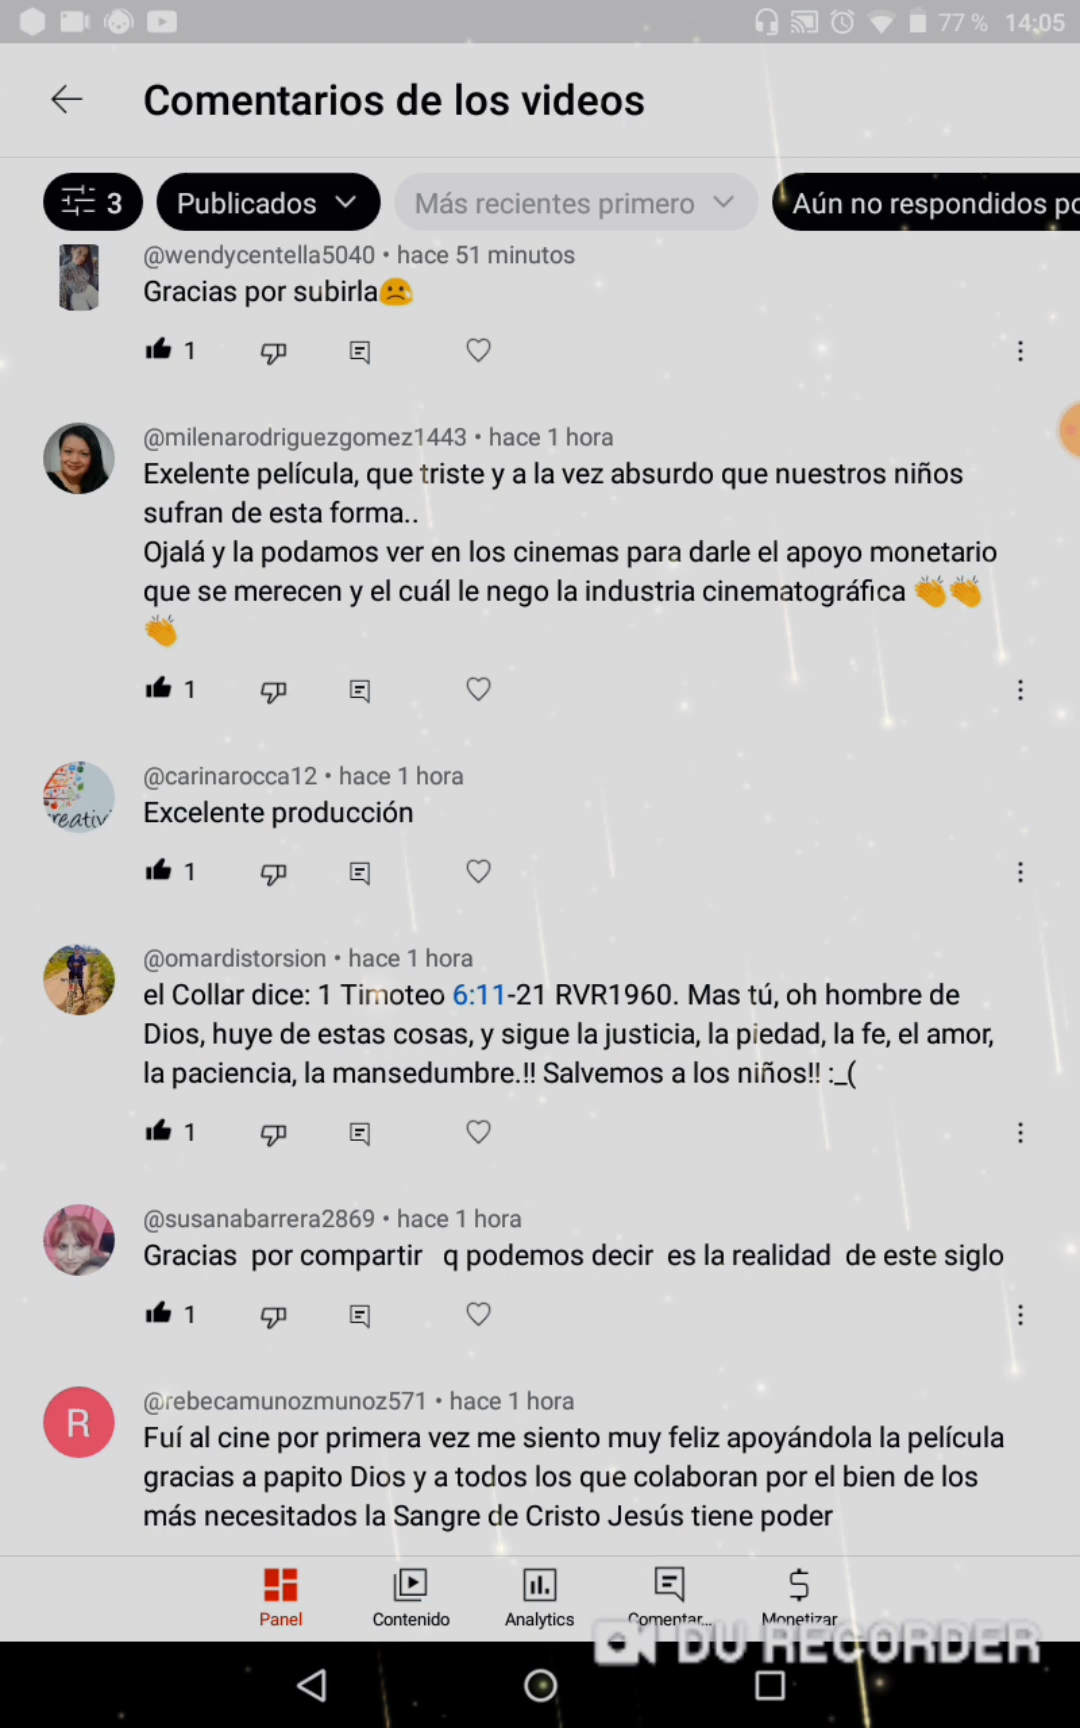 77 % 14:05
Comentarios de los videos
3 Publicados Más recientes primero Aún no respondidos po
@wendycentella5040 • hace 51 minutos
Gracias por subirla😢
1
@milenarodriguezgomez1443 • hace 1 hora
Exelente película, que triste y a la vez absurdo que nuestros niños
sufran de esta forma..
Ojalá y la podamos ver en los cinemas para darle el apoyo monetario
que se merecen y el cuál le nego la industria cinematográfica 👏👏
👏
1
@carinarocca12 • hace 1 hora
reativ
Excelente producción
1
@omardistorsion • hace 1 hora
el Collar dice: 1 Timoteo 6:11-21 RVR1960. Mas tú, oh hombre de
Dios, huye de estas cosas, y sigue la justicia, la piedad, la fe, el amor,
la paciencia, la mansedumbre.!! Salvemos a los niños!! :_(
1
@susanabarrera2869 • hace 1 hora
Gracias por compartir q podemos decir es la realidad de este siglo
1
R
@rebecamunozmunoz571 • hace 1 hora
Fuí al cine por primera vez me siento muy feliz apoyándola la película
gracias a papito Dios y a todos los que colaboran por el bien de los
más necesitados la Sangre de Cristo Jesús tiene poder
Panel Contenido Analytics Comentar... Monetizar
DU RECORDER